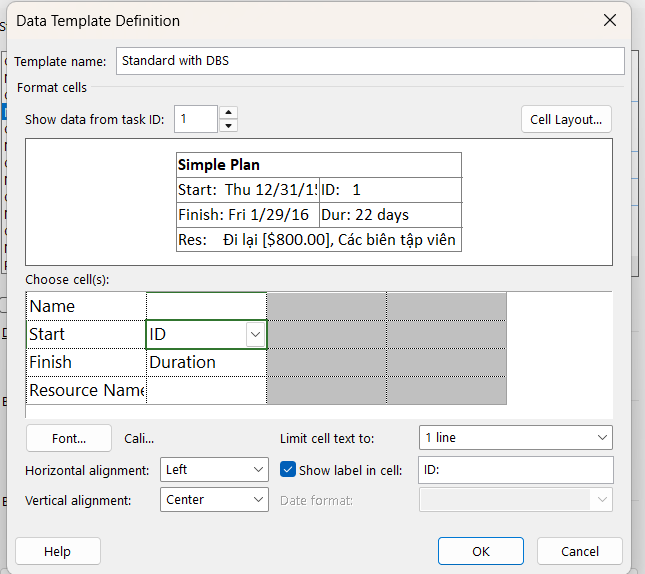 Data Template Definition
Template name: Standard with DBS
Format cells
Show data from task ID: 1 Cell Layout...
Simple Plan
Start: Thu 12/31/15 ID: 1
Finish: Fri 1/29/16 Dur: 22 days
Res: Đi lại [$800.00], Các biên tập viên
Choose cell(s):
Name
Start ID
Finish Duration
Resource Name
Font... Cali... Limit cell text to: 1 line
Horizontal alignment: Left Show label in cell: ID:
Vertical alignment: Center Date format:
Help OK Cancel